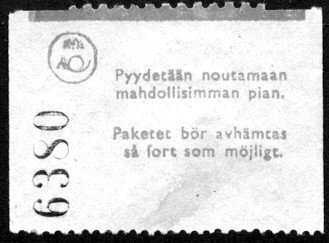 Pyydetään noutamaan
mahdollisimman pian.
Paketet bör avhämtas
så fort som möjligt.
6380